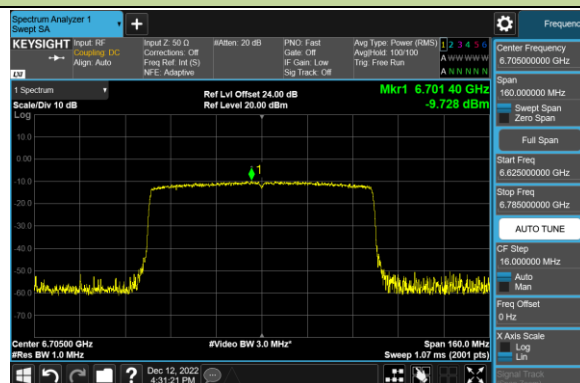 Spectrum Analyzer 1
Swept SA
Frequen
KEYSIGHT
Input: RF
Coupling: DC
Align: Auto
Input Z: 50 Ω
Corrections: Off
Freq Ref: Int (S)
NFE: Adaptive
#Atten: 20 dB
PNO: Fast
Gate: Off
IF Gain: Low
Sig Track: Off
Avg Type: Power (RMS)
Avg|Hold: 100/100
Trig: Free Run
1 2 3 4 5 6
A W W W W W
A N N N N N
LXI
1 Spectrum
Scale/Div 10 dB
Log
Ref Lvl Offset 24.00 dB
Ref Level 20.00 dBm
Mkr1 6.701 40 GHz
-9.728 dBm
10.0
0.00
-10.0
-20.0
-30.0
-40.0
-50.0
-60.0
-70.0
1
Center 6.70500 GHz
#Res BW 1.0 MHz
#Video BW 3.0 MHz*
Span 160.0 MHz
Sweep 1.07 ms (2001 pts)
Dec 12, 2022
4:31:21 PM
Center Frequency
6.705000000 GHz
Span
160.000000 MHz
Swept Span
Zero Span
Full Span
Start Freq
6.625000000 GHz
Stop Freq
6.785000000 GHz
AUTO TUNE
CF Step
16.000000 MHz
Auto
Man
Freq Offset
0 Hz
X Axis Scale
Log
Lin
Signal Track